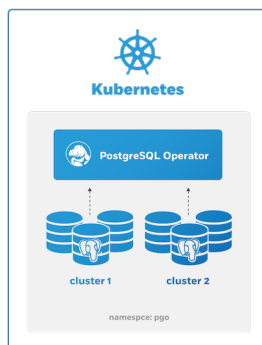 Kubernetes
PostgreSQL Operator
cluster 1 cluster 2
namespce: pgo